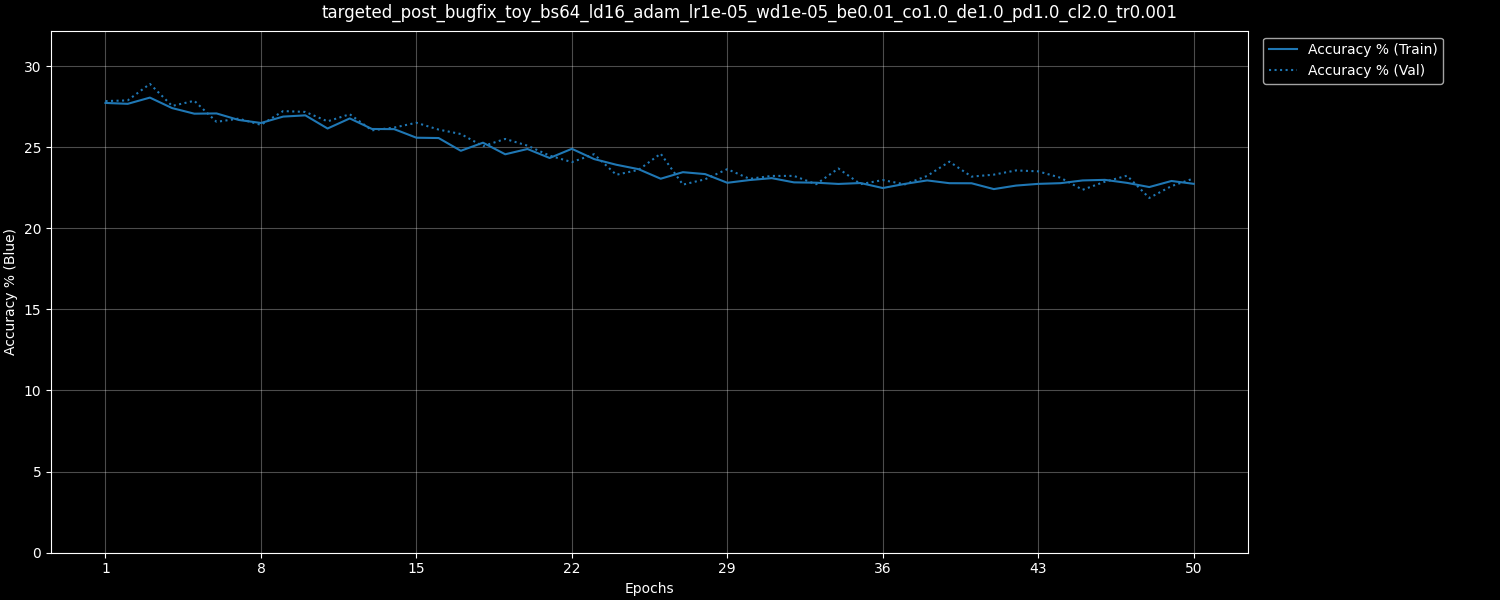 targeted_post_bugfix_toy_bs64_ld16_adam_lr1e-05_wd1e-05_be0.01_co1.0_de1.0_pd1.0_cl2.0_tr0.001
Accuracy % (Train)
Accuracy % (Val)
Accuracy % (Blue)
30
25
20
15
10
5
0
1 8 15 22 29 36 43 50
Epochs